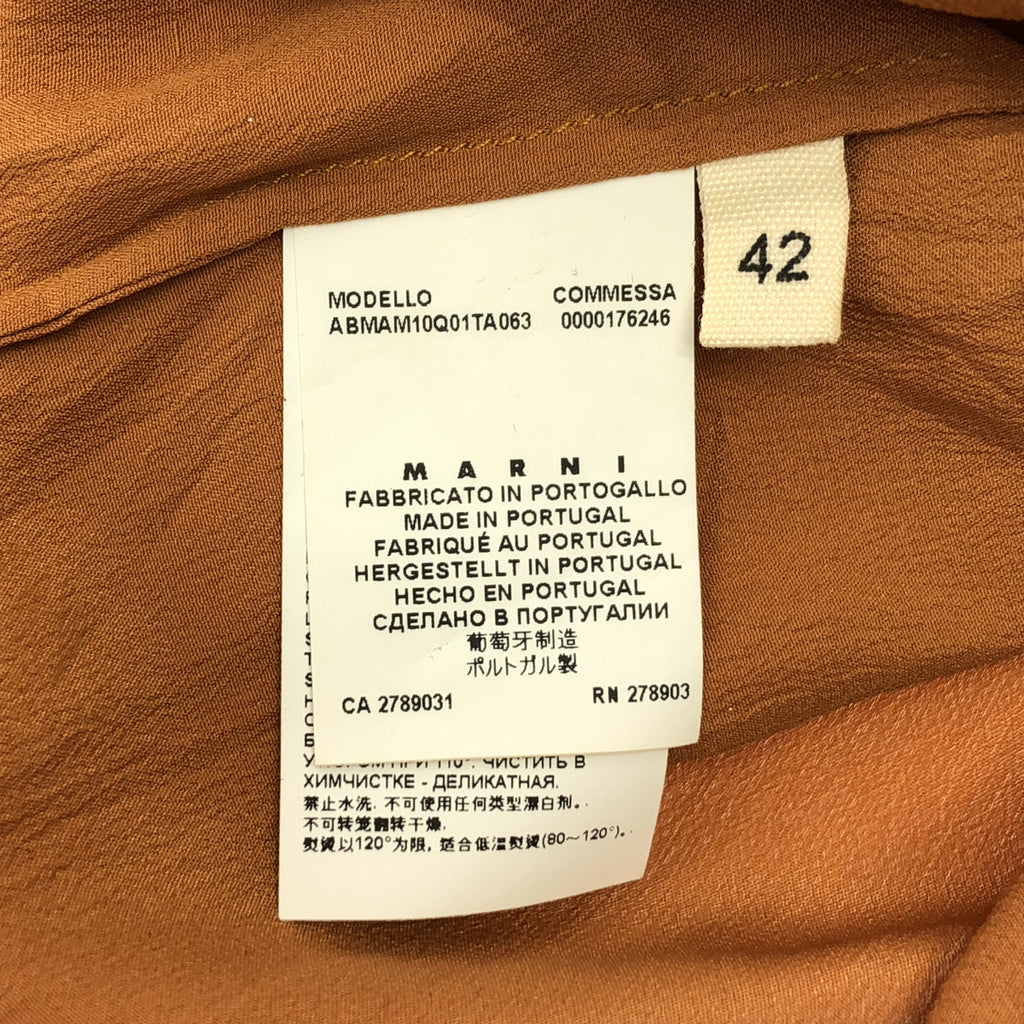 42
MODELLO COMMESSA
ABMAM10Q01TA063 0000176246
MARNI
FABBRICATO IN PORTOGALLO
MADE IN PORTUGAL
FABRIQUÉ AU PORTUGAL
HERGESTELLT IN PORTUGAL
HECHO EN PORTUGAL
СДЕЛАНО В ПОРТУГАЛИИ
葡萄牙制造
ポルトガル製
CA 2789031 RN 278903
ПРИ 110°. ЧИСТИТЬ В
ХИМЧИСТКЕ - ДЕЛИКАТНАЯ.
禁止水洗. 不可使用任何类型漂白剂。.
不可转笼翻转干燥.
熨烫以120°为限, 适合低温熨烫(80~120°)。.